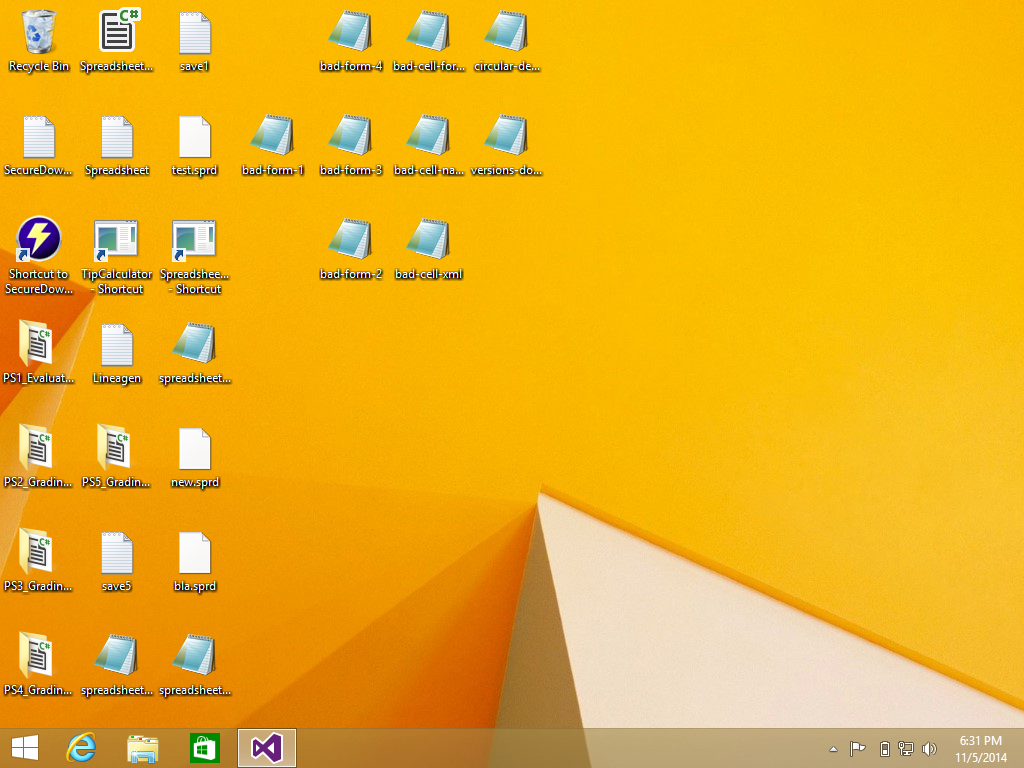 Recycle Bin
Spreadsheet...
save1
bad-form-4
bad-cell-for...
circular-de...
SecureDow...
Spreadsheet
test.sprd
bad-form-1
bad-form-3
bad-cell-na...
versions-do...
Shortcut to
SecureDow...
TipCalculator
- Shortcut
Spreadshee...
- Shortcut
bad-form-2
bad-cell-xml
PS1_Evaluat...
Lineagen
spreadsheet...
PS2_Gradin...
PS5_Gradin...
new.sprd
PS3_Gradin...
save5
bla.sprd
PS4_Gradin...
spreadsheet...
spreadsheet...
6:31 PM
11/5/2014